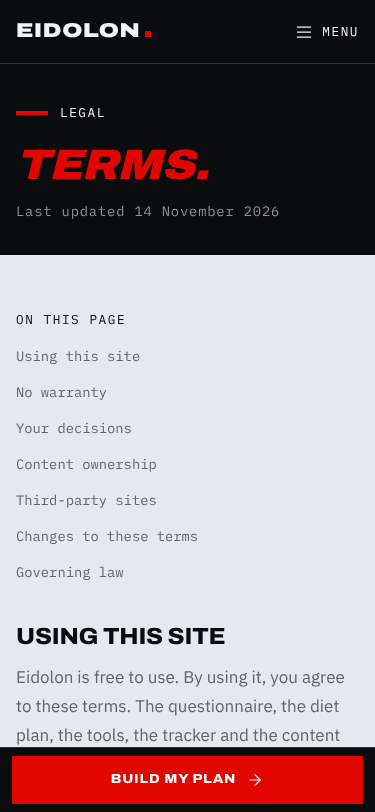 EIDOLON.
MENU
LEGAL
TERMS.
Last updated 14 November 2026
ON THIS PAGE
Using this site
No warranty
Your decisions
Content ownership
Third-party sites
Changes to these terms
Governing law
USING THIS SITE
Eidolon is free to use. By using it, you agree
to these terms. The questionnaire, the diet
plan, the tools, the tracker and the content
BUILD MY PLAN →